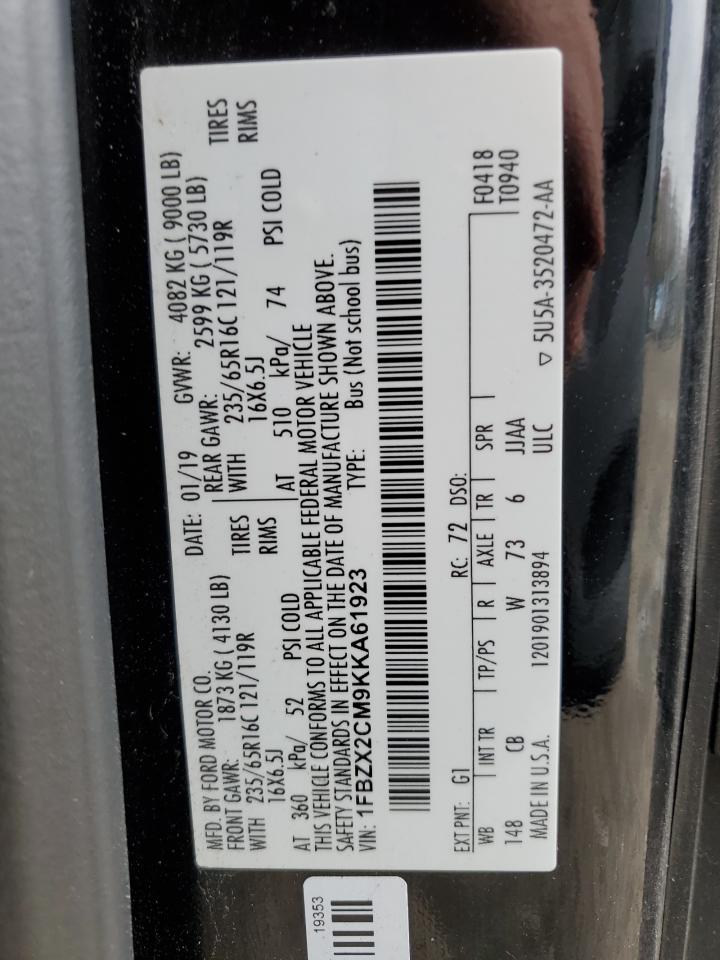 MFD. BY FORD MOTOR CO.
DATE: 01/19 GVWR: 4082 KG ( 9000 LB)
FRONT GAWR: 1873 KG ( 4130 LB) REAR GAWR: 2599 KG ( 5730 LB)
WITH 235/65R16C 121/119R TIRES WITH 235/65R16C 121/119R TIRES
16X6.5J RIMS 16X6.5J RIMS
AT 360 kPa/ 52 PSI COLD AT 510 kPa/ 74 PSI COLD
THIS VEHICLE CONFORMS TO ALL APPLICABLE FEDERAL MOTOR VEHICLE
SAFETY STANDARDS IN EFFECT ON THE DATE OF MANUFACTURE SHOWN ABOVE.
VIN: 1FBZX2CM9KKA61923 TYPE: Bus (Not school bus)
EXT PNT: G1 RC: 72 DSO: F0418
WB INT TR TP/PS R AXLE TR SPR T0940
148 CB W 73 6 JJAA
MADE IN U.S.A. 1201901313894 ULC ▽ 5U5A-3520472-AA
19353